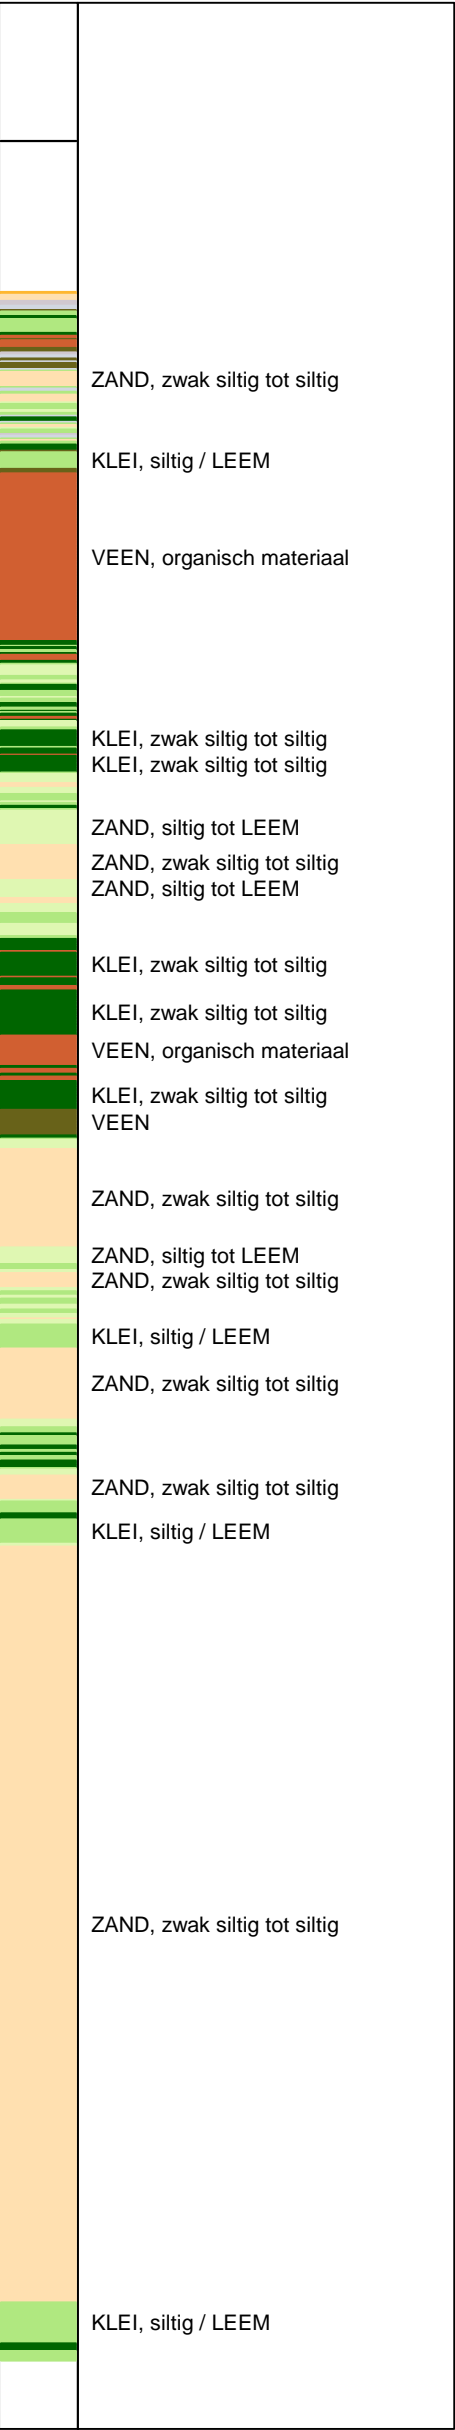 ZAND, zwak siltig tot siltig
KLEI, siltig / LEEM
VEEN, organisch materiaal
KLEI, zwak siltig tot siltig
KLEI, zwak siltig tot siltig
ZAND, siltig tot LEEM
ZAND, zwak siltig tot siltig
ZAND, siltig tot LEEM
KLEI, zwak siltig tot siltig
KLEI, zwak siltig tot siltig
VEEN, organisch materiaal
KLEI, zwak siltig tot siltig
VEEN
ZAND, zwak siltig tot siltig
ZAND, siltig tot LEEM
ZAND, zwak siltig tot siltig
KLEI, siltig / LEEM
ZAND, zwak siltig tot siltig
ZAND, zwak siltig tot siltig
KLEI, siltig / LEEM
ZAND, zwak siltig tot siltig
KLEI, siltig / LEEM